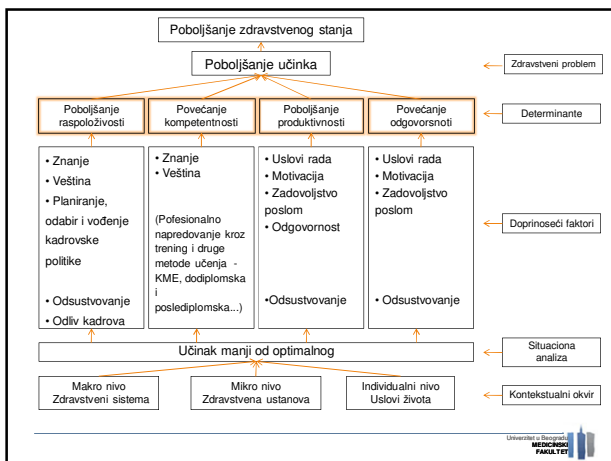 Poboljšanje zdravstvenog stanja
Poboljšanje učinka
Zdravstveni problem
Poboljšanje
raspoloživosti
Povećanje
kompetentnosti
Poboljšanje
produktivnosti
Povećanje
odgovorsnoti
Determinante
• Znanje
• Veština
• Planiranje,
odabir i vođenje
kadrovske
politike
• Odsustvovanje
• Odliv kadrova
• Znanje
• Veština
(Pofesionalno
napredovanje kroz
trening i druge
metode učenja -
KME, dodiplomska
i
poslediplomska...)
• Uslovi rada
• Motivacija
• Zadovoljstvo
poslom
• Odgovornost
• Odsustvovanje
• Uslovi rada
• Motivacija
• Zadovoljstvo
poslom
• Odsustvovanje
Doprinoseći faktori
Učinak manji od optimalnog
Situaciona
analiza
Makro nivo
Zdravstveni sistema
Mikro nivo
Zdravstvena ustanova
Individualni nivo
Uslovi života
Kontekstualni okvir
Univerzitet u Beogradu
MEDICINSKI
FAKULTET